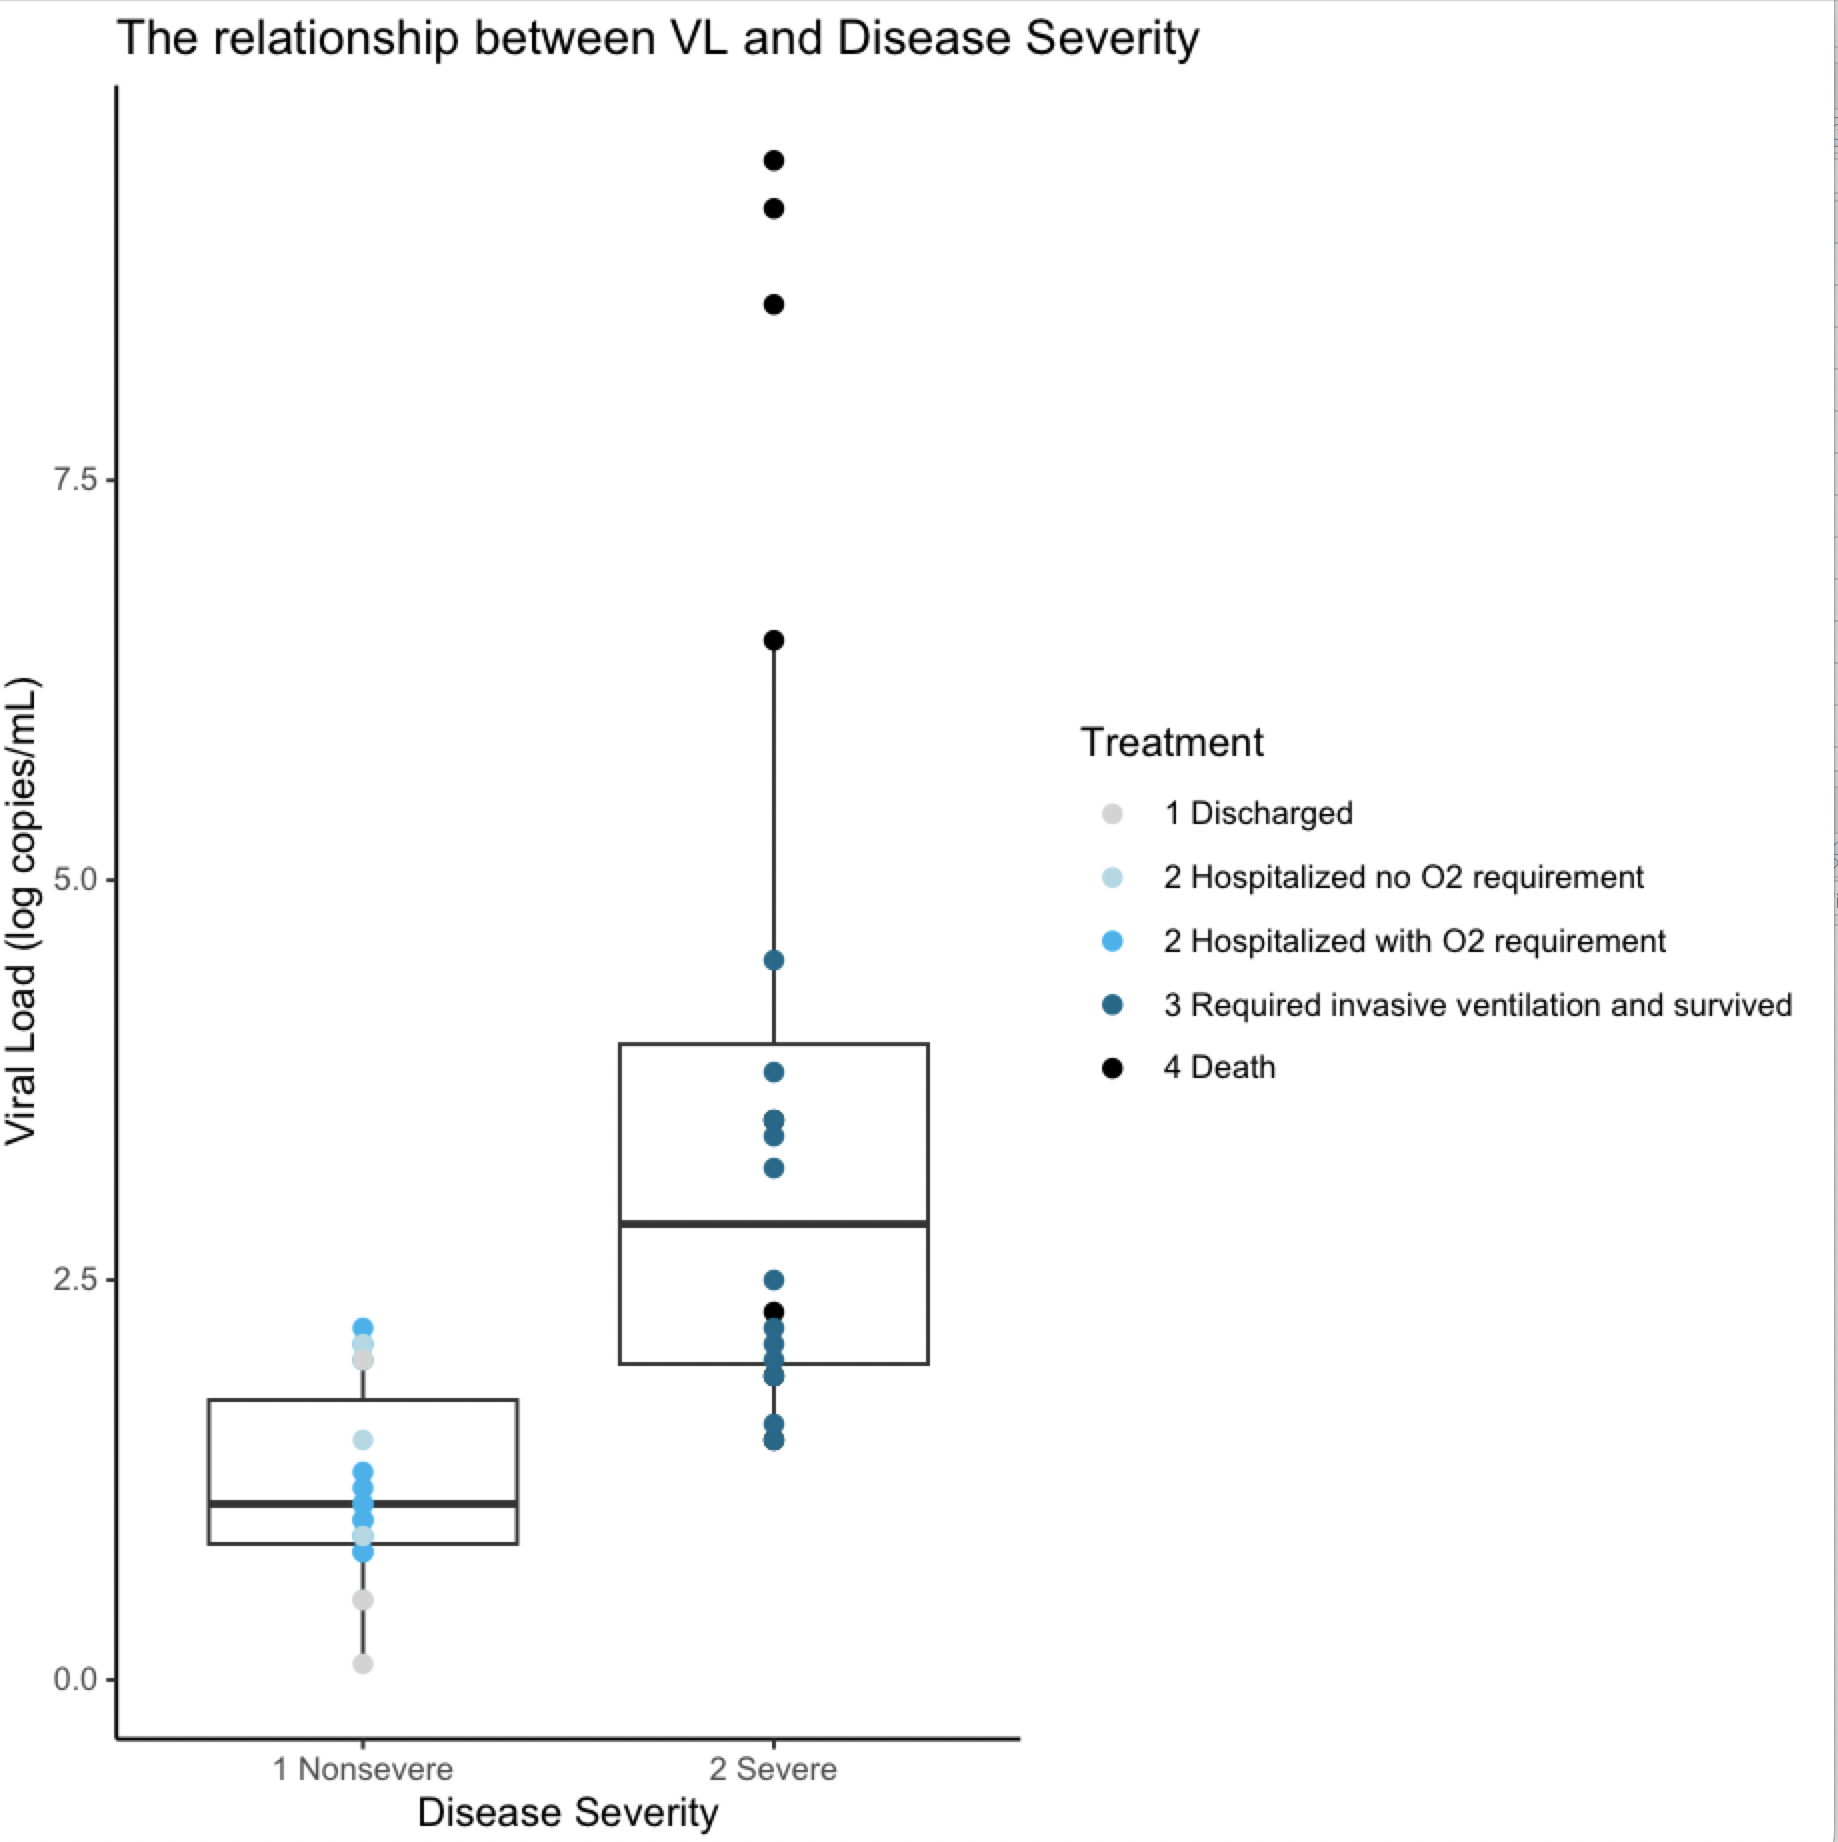 The relationship between VL and Disease Severity
Viral Load (log copies/mL)
7.5
5.0
2.5
0.0
1 Nonsevere
2 Severe
Disease Severity
Treatment
1 Discharged
2 Hospitalized no O2 requirement
2 Hospitalized with O2 requirement
3 Required invasive ventilation and survived
4 Death